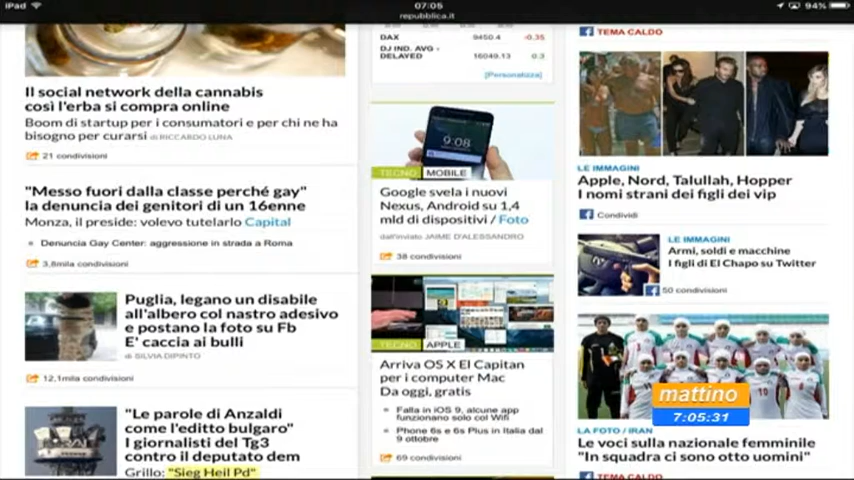 iPad
07:05
94%
repubblica.it
Il social network della cannabis
così l'erba si compra online
Boom di startup per i consumatori e per chi ne ha
bisogno per curarsi di RICCARDO LUNA
21 condivisioni
"Messo fuori dalla classe perché gay"
la denuncia dei genitori di un 16enne
Monza, il preside: volevo tutelarlo Capital
Denuncia Gay Center: aggressione in strada a Roma
3,8mila condivisioni
Puglia, legano un disabile
all'albero col nastro adesivo
e postano la foto su Fb
E' caccia ai bulli
di SILVIA DIPINTO
12,1mila condivisioni
"Le parole di Anzaldi
come l'editto bulgaro"
I giornalisti del Tg3
contro il deputato dem
Grillo: "Sieg Heil Pd"
DAX 9450.4 -0.35
DJ IND. AVG - DELAYED 16049.13 0.3
[Personalizza]
9:08
TECNO MOBILE
Google svela i nuovi
Nexus, Android su 1,4
mld di dispositivi / Foto
dall'inviato JAIME D'ALESSANDRO
38 condivisioni
TECNO APPLE
Arriva OS X El Capitan
per i computer Mac
Da oggi, gratis
Falla in iOS 9, alcune app
funzionano solo col Wifi
Phone 6s e 6s Plus in Italia dal
9 ottobre
69 condivisioni
TEMA CALDO
LE IMMAGINI
Apple, Nord, Talullah, Hopper
I nomi strani dei figli dei vip
Condividi
LE IMMAGINI
Armi, soldi e macchine
I figli di El Chapo su Twitter
50 condivisioni
mattino
7:05:31
LA FOTO / IRAN
Le voci sulla nazionale femminile
"In squadra ci sono otto uomini"
TEMA CALDO